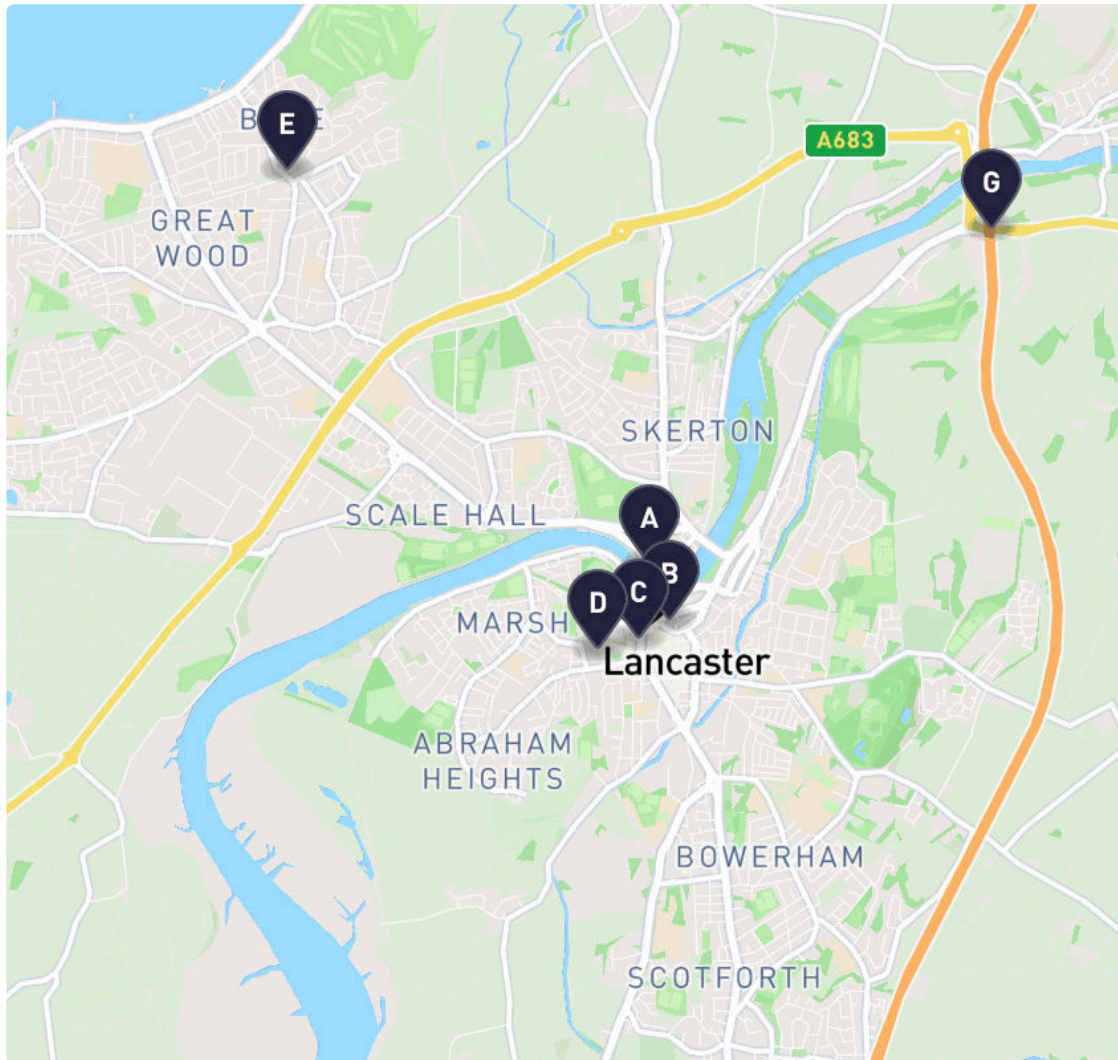 E
A683
G
GREAT
WOOD
SKERTON
A
SCALE HALL
B
C
D
MARSH
Lancaster
ABRAHAM
HEIGHTS
BOWERHAM
SCOTFORTH